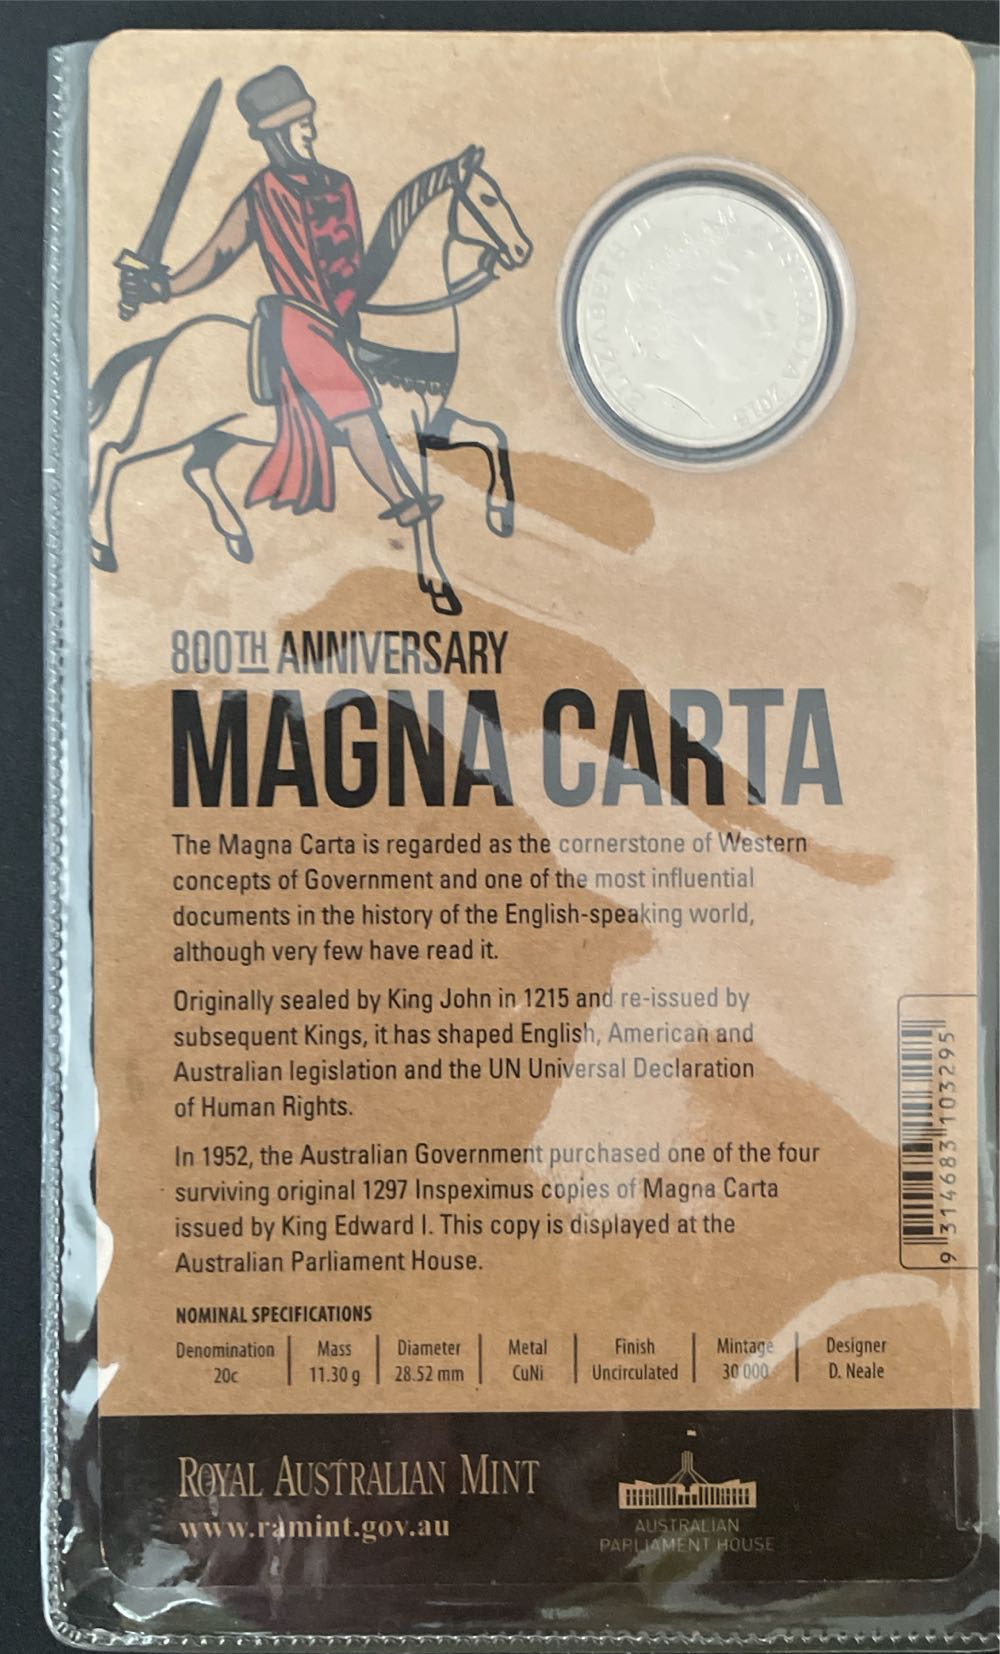 ELIZABETH II AUSTRALIA 2015
800TH ANNIVERSARY
MAGNA CARTA
The Magna Carta is regarded as the cornerstone of Western
concepts of Government and one of the most influential
documents in the history of the English-speaking world,
although very few have read it.
Originally sealed by King John in 1215 and re-issued by
subsequent Kings, it has shaped English, American and
Australian legislation and the UN Universal Declaration
of Human Rights.
In 1952, the Australian Government purchased one of the four
surviving original 1297 Inspeximus copies of Magna Carta
issued by King Edward I. This copy is displayed at the
Australian Parliament House.
9 314683 103295
NOMINAL SPECIFICATIONS
Denomination Mass Diameter Metal Finish Mintage Designer
20c 11.30 g 28.52 mm CuNi Uncirculated 30 000 D. Neale
ROYAL AUSTRALIAN MINT
www.ramint.gov.au
AUSTRALIAN
PARLIAMENT HOUSE